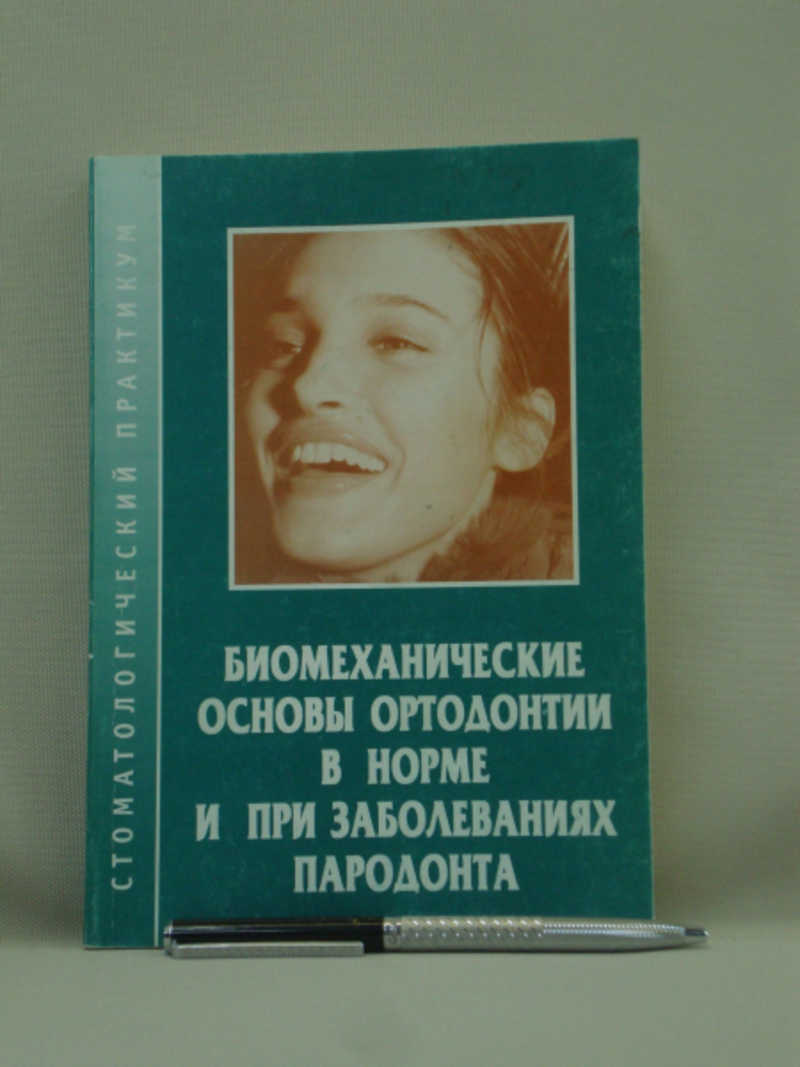 СТОМАТОЛОГИЧЕСКИЙ ПРАКТИКУМ
БИОМЕХАНИЧЕСКИЕ
ОСНОВЫ ОРТОДОНТИИ
В НОРМЕ
И ПРИ ЗАБОЛЕВАНИЯХ
ПАРОДОНТА